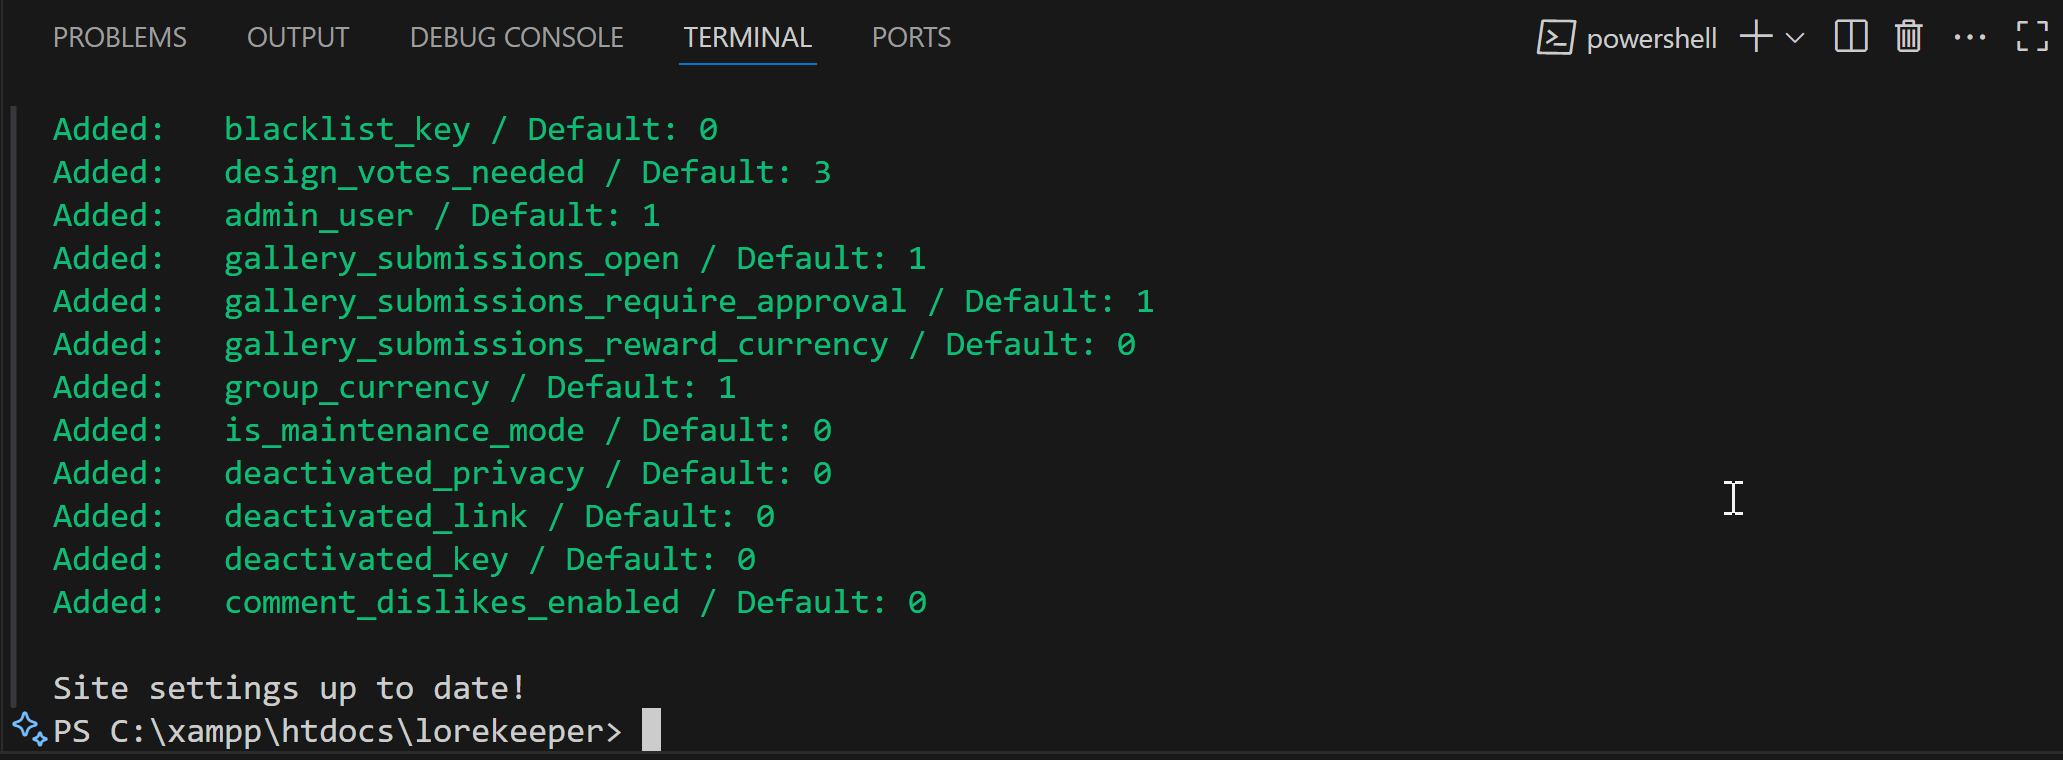 PROBLEMS OUTPUT DEBUG CONSOLE TERMINAL PORTS powershell
Added: blacklist_key / Default: 0
Added: design_votes_needed / Default: 3
Added: admin_user / Default: 1
Added: gallery_submissions_open / Default: 1
Added: gallery_submissions_require_approval / Default: 1
Added: gallery_submissions_reward_currency / Default: 0
Added: group_currency / Default: 1
Added: is_maintenance_mode / Default: 0
Added: deactivated_privacy / Default: 0
Added: deactivated_link / Default: 0
Added: deactivated_key / Default: 0
Added: comment_dislikes_enabled / Default: 0
Site settings up to date!
PS C:\xampp\htdocs\lorekeeper>